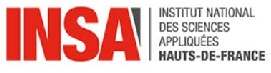 INSA
INSTITUT NATIONAL
DES SCIENCES
APPLIQUÉES
HAUTS-DE-FRANCE